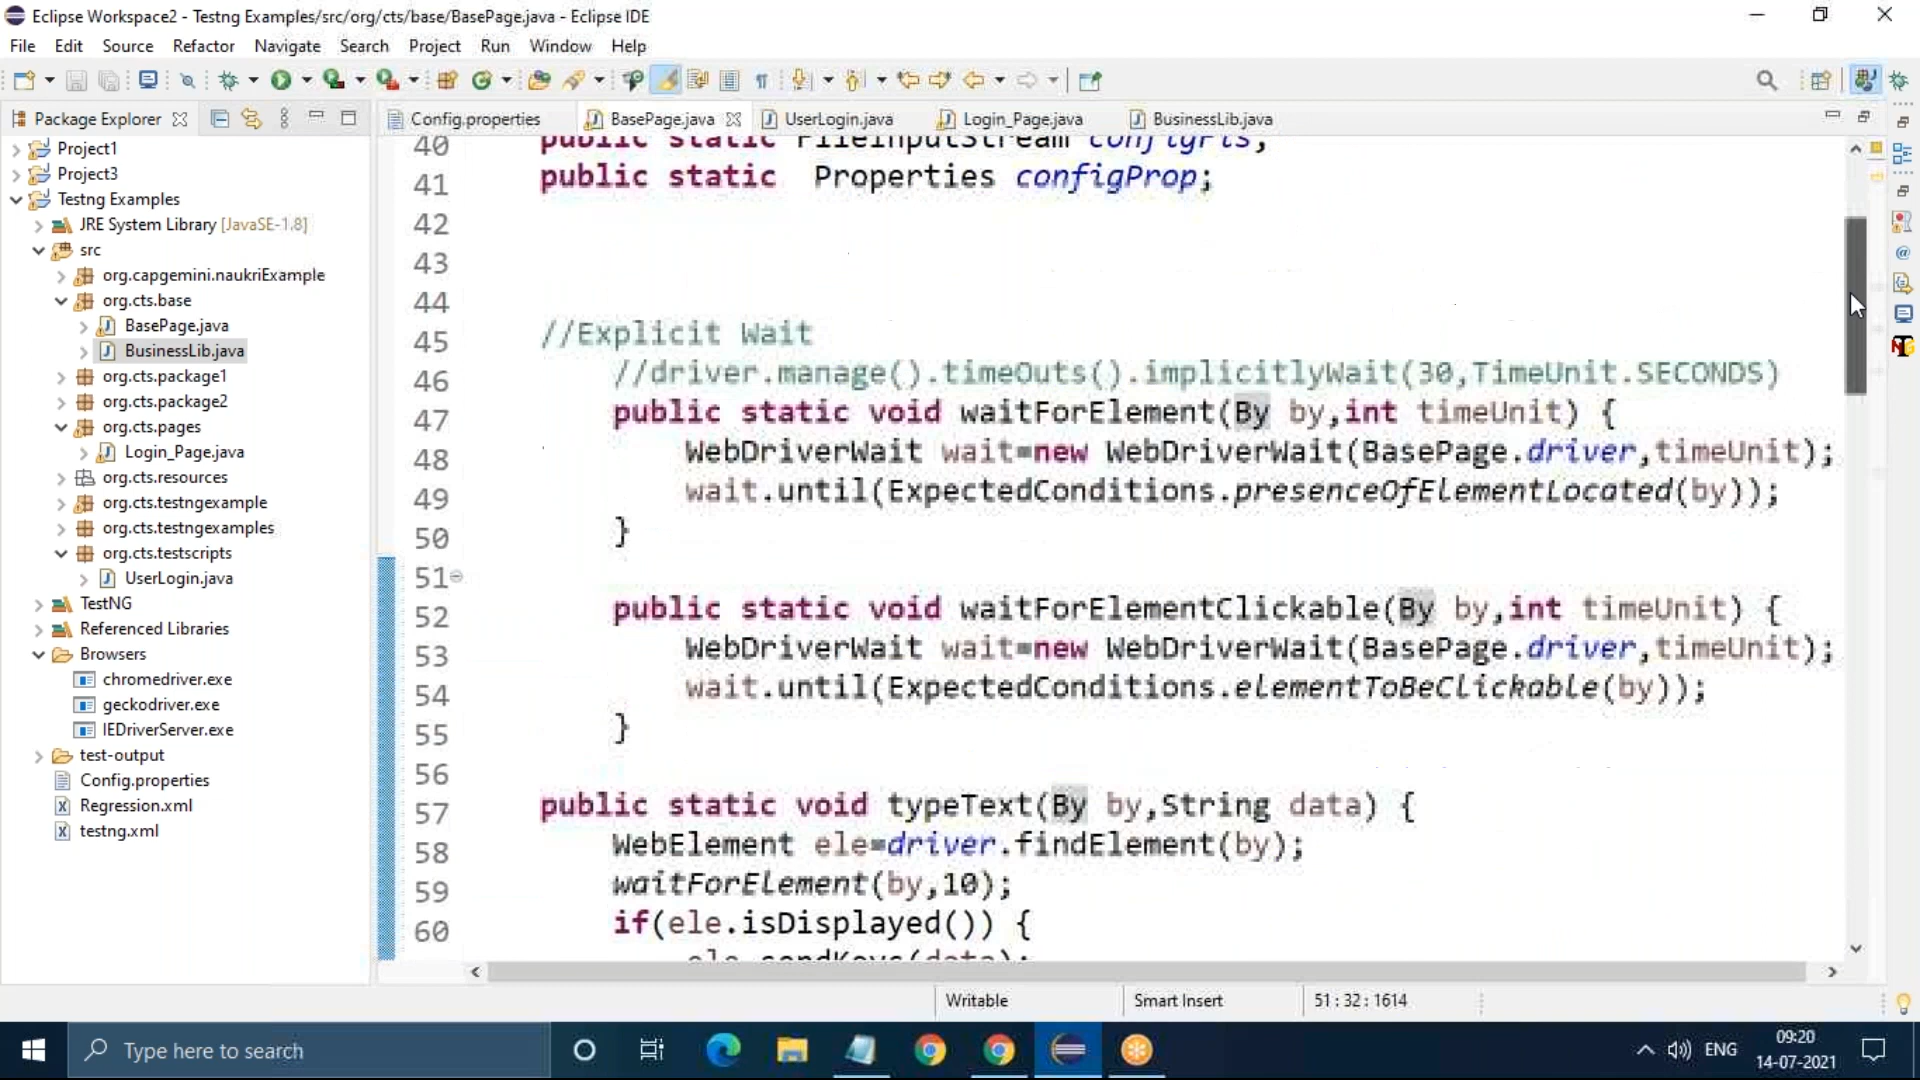 Eclipse Workspace2 - Testng Examples/src/org/cts/base/BasePage.java - Eclipse IDE
File Edit Source Refactor Navigate Search Project Run Window Help
Package Explorer
Project1
Project3
Testng Examples
JRE System Library [JavaSE-1.8]
src
org.capgemini.naukriExample
org.cts.base
BasePage.java
BusinessLib.java
org.cts.package1
org.cts.package2
org.cts.pages
Login_Page.java
org.cts.resources
org.cts.testngexample
org.cts.testngexamples
org.cts.testscripts
UserLogin.java
TestNG
Referenced Libraries
Browsers
chromedriver.exe
geckodriver.exe
IEDriverServer.exe
test-output
Config.properties
Regression.xml
testng.xml
Config.properties BasePage.java UserLogin.java Login_Page.java BusinessLib.java
40 public static FileInputStream configFis;
41 public static Properties configProp;
42
43
44
45 //Explicit Wait
46 //driver.manage().timeOuts().implicitlyWait(30,TimeUnit.SECONDS)
47 public static void waitForElement(By by,int timeUnit) {
48 WebDriverWait wait=new WebDriverWait(BasePage.driver,timeUnit);
49 wait.until(ExpectedConditions.presenceOfElementLocated(by));
50 }
51
52 public static void waitForElementClickable(By by,int timeUnit) {
53 WebDriverWait wait=new WebDriverWait(BasePage.driver,timeUnit);
54 wait.until(ExpectedConditions.elementToBeClickable(by));
55 }
56
57 public static void typeText(By by,String data) {
58 WebElement ele=driver.findElement(by);
59 waitForElement(by,10);
60 if(ele.isDisplayed()) {
ele.sendKeys(data);
Writable Smart Insert 51 : 32 : 1614
Type here to search
ENG
09:20
14-07-2021